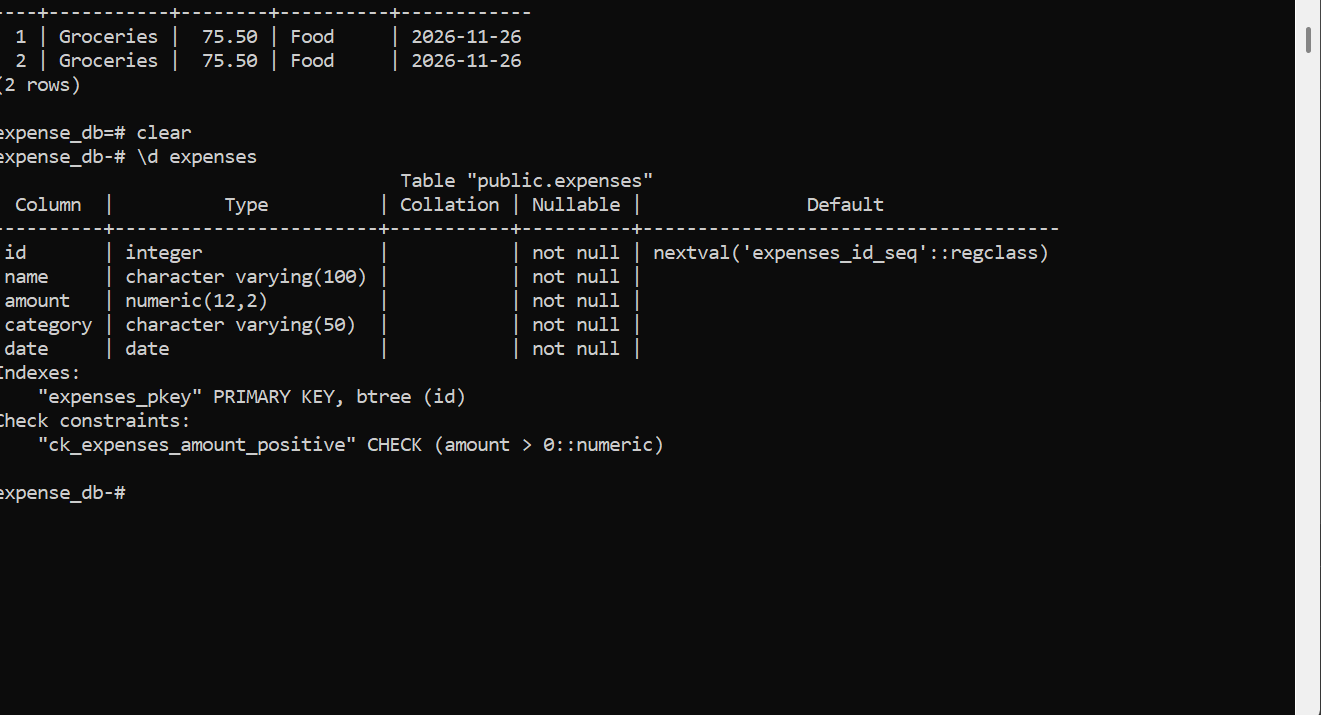 ----+-----------+--------+----------+------------
1 | Groceries |  75.50 | Food     | 2026-11-26
2 | Groceries |  75.50 | Food     | 2026-11-26
(2 rows)
expense_db=# clear
expense_db-# \d expenses
Table "public.expenses"
Column  |          Type          | Collation | Nullable |               Default
----------+------------------------+-----------+----------+--------------------------------------
id       | integer                |           | not null | nextval('expenses_id_seq'::regclass)
name     | character varying(100) |           | not null |
amount   | numeric(12,2)          |           | not null |
category | character varying(50)  |           | not null |
date     | date                   |           | not null |
Indexes:
"expenses_pkey" PRIMARY KEY, btree (id)
Check constraints:
"ck_expenses_amount_positive" CHECK (amount > 0::numeric)
expense_db-#